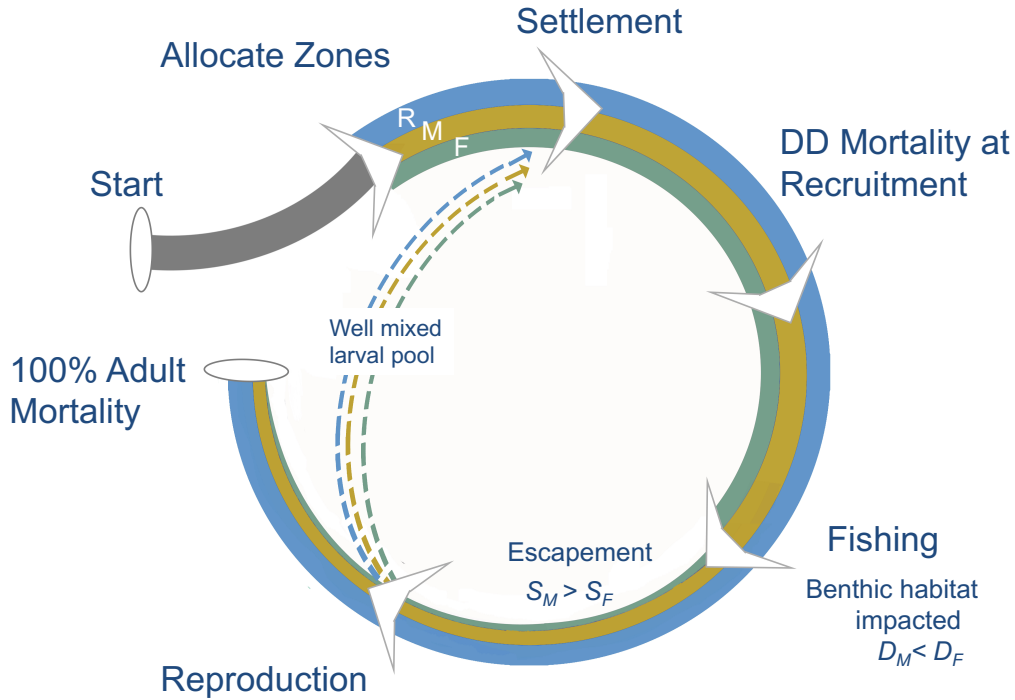 Settlement
Allocate Zones
R
M
F
DD Mortality at
Recruitment
Start
Well mixed
larval pool
100% Adult
Mortality
Escapement
S_M > S_F
Fishing
Benthic habitat
impacted
D_M< D_F
Reproduction